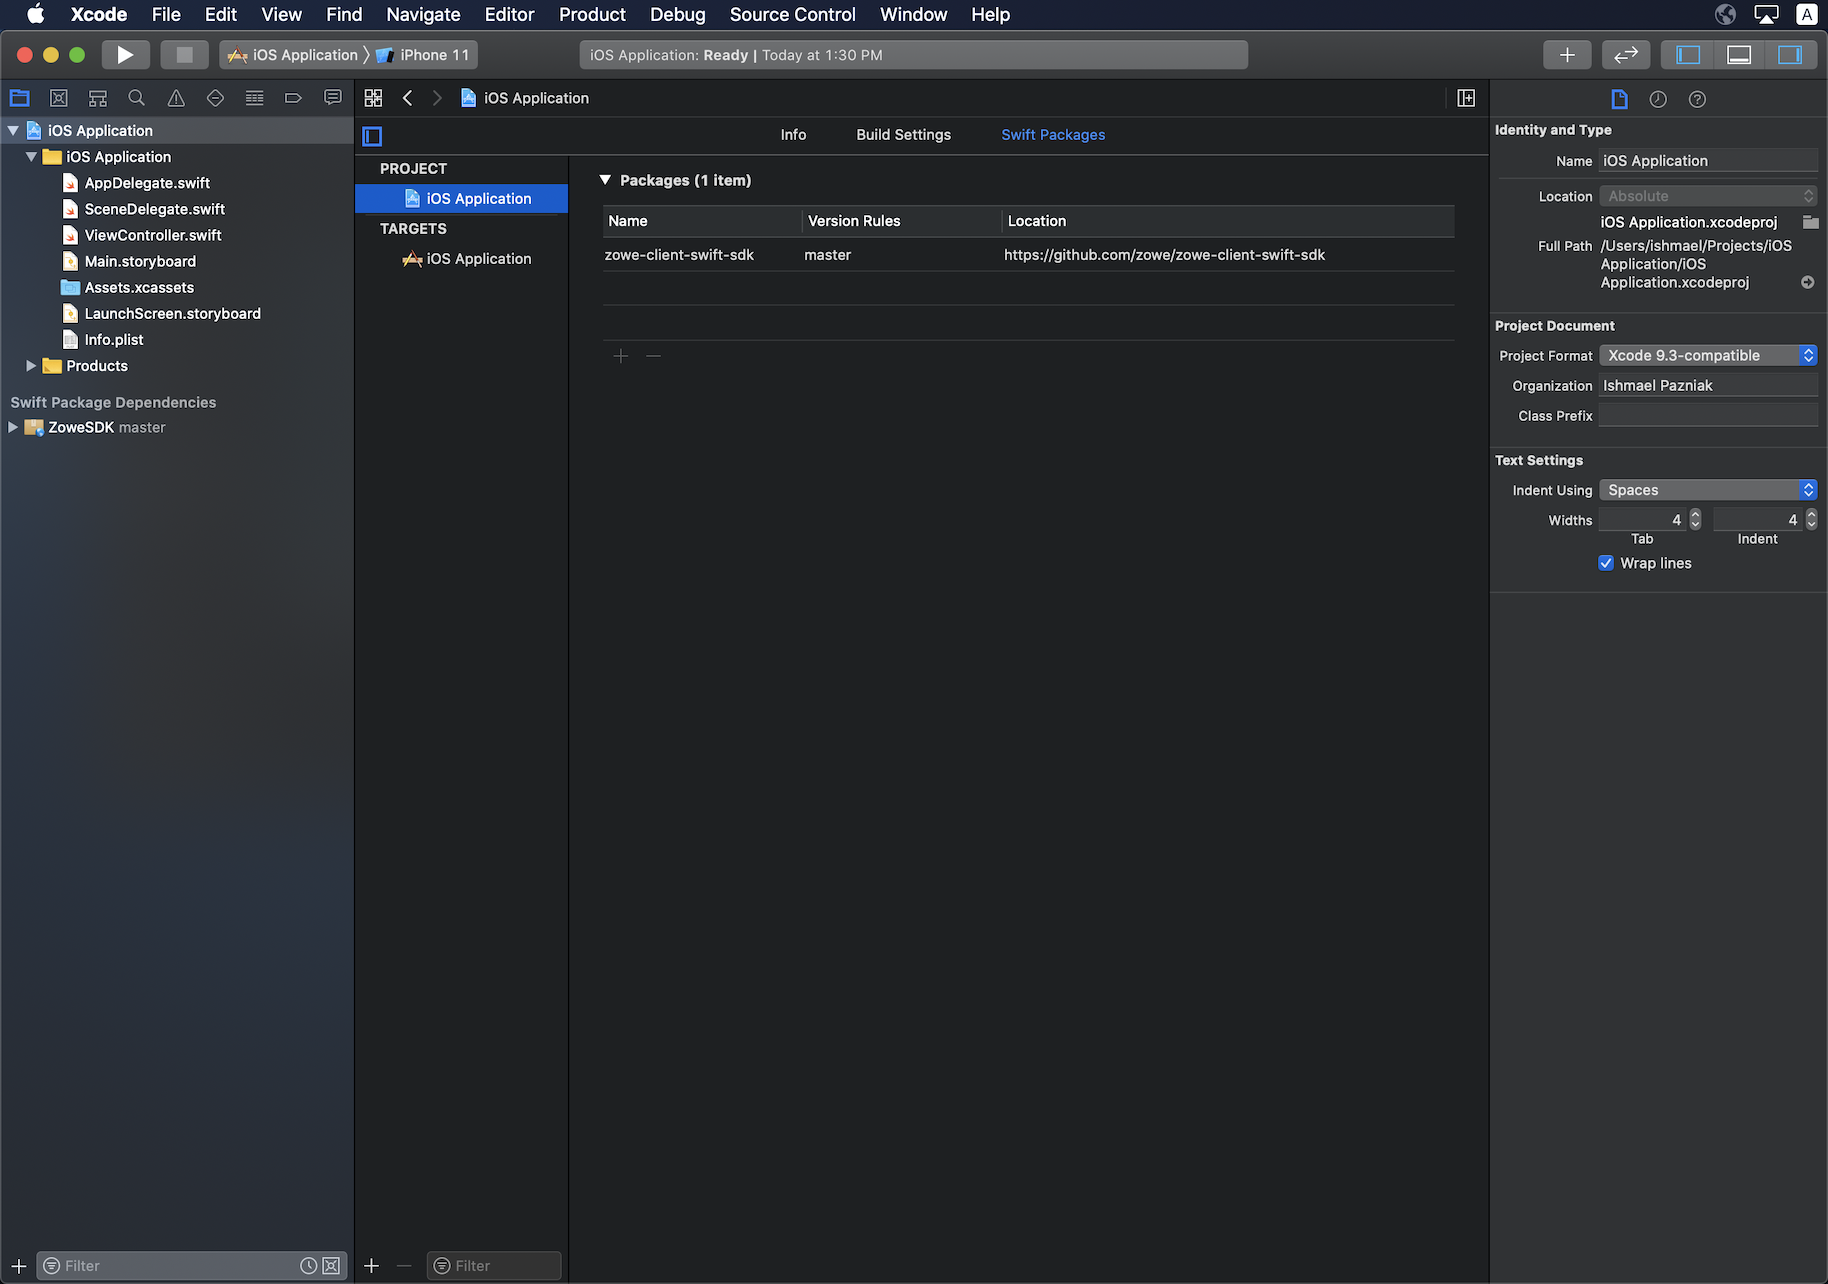 Xcode File Edit View Find Navigate Editor Product Debug Source Control Window Help A
iOS Application 〉 iPhone 11
iOS Application: Ready | Today at 1:30 PM
iOS Application
iOS Application
AppDelegate.swift
SceneDelegate.swift
ViewController.swift
Main.storyboard
Assets.xcassets
LaunchScreen.storyboard
Info.plist
Products
Swift Package Dependencies
ZoweSDK master
Filter
iOS Application
Info Build Settings Swift Packages
PROJECT
iOS Application
TARGETS
iOS Application
Filter
Packages (1 item)
Name Version Rules Location
zowe-client-swift-sdk master https://github.com/zowe/zowe-client-swift-sdk
Identity and Type
Name iOS Application
Location Absolute
iOS Application.xcodeproj
Full Path /Users/ishmael/Projects/iOS
Application/iOS
Application.xcodeproj
Project Document
Project Format Xcode 9.3-compatible
Organization Ishmael Pazniak
Class Prefix
Text Settings
Indent Using Spaces
Widths 4 4
Tab Indent
Wrap lines